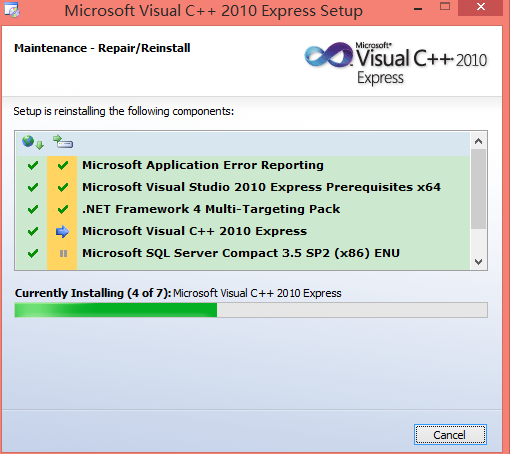 Microsoft Visual C++ 2010 Express Setup
Maintenance - Repair/Reinstall
Microsoft®
Visual C++ 2010
Express
Setup is reinstalling the following components:
Microsoft Application Error Reporting
Microsoft Visual Studio 2010 Express Prerequisites x64
.NET Framework 4 Multi-Targeting Pack
Microsoft Visual C++ 2010 Express
Microsoft SQL Server Compact 3.5 SP2 (x86) ENU
Currently Installing (4 of 7): Microsoft Visual C++ 2010 Express
Cancel